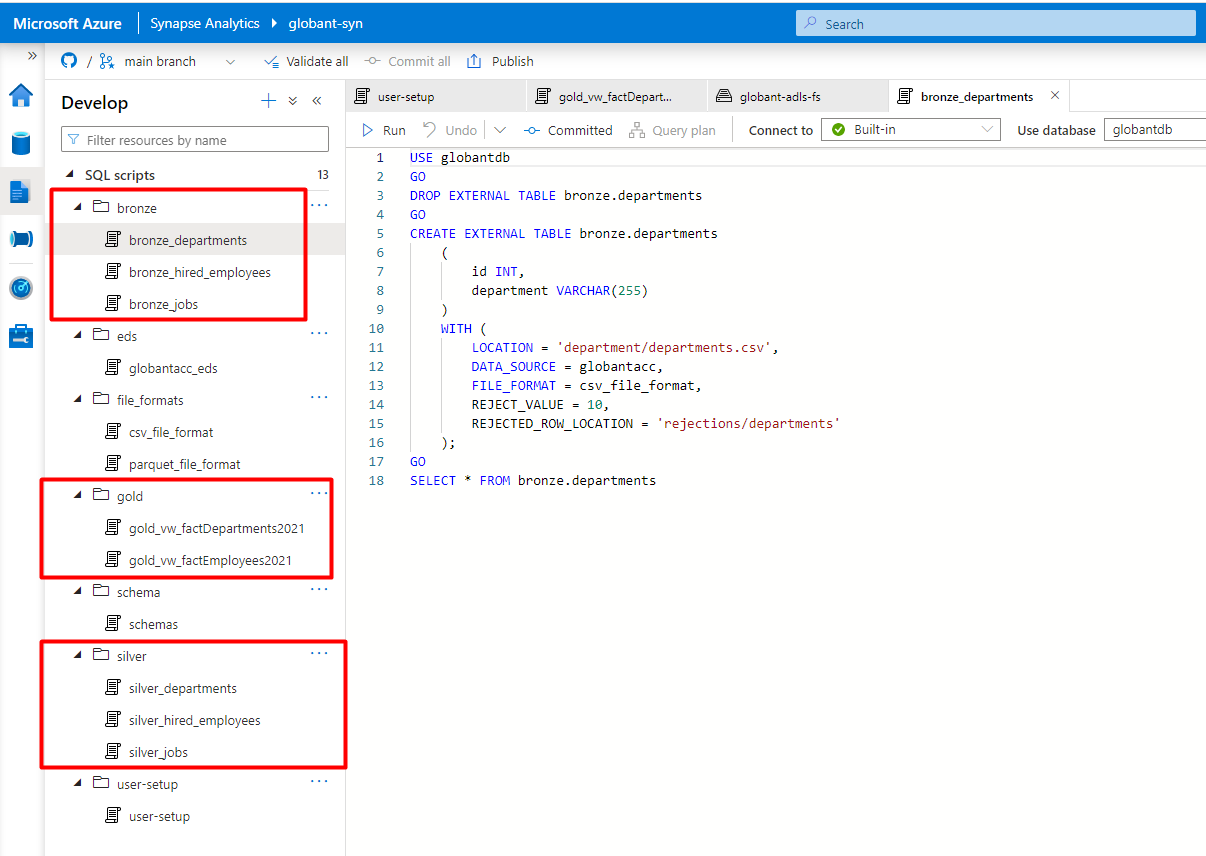 Microsoft Azure Synapse Analytics globant-syn Search
/ main branch Validate all Commit all Publish
Develop
Filter resources by name
SQL scripts 13
bronze
bronze_departments
bronze_hired_employees
bronze_jobs
eds
globantacc_eds
file_formats
csv_file_format
parquet_file_format
gold
gold_vw_factDepartments2021
gold_vw_factEmployees2021
schema
schemas
silver
silver_departments
silver_hired_employees
silver_jobs
user-setup
user-setup
user-setup gold_vw_factDepart... globant-adls-fs bronze_departments
Run Undo Committed Query plan Connect to Built-in Use database globantdb
1 USE globantdb
2 GO
3 DROP EXTERNAL TABLE bronze.departments
4 GO
5 CREATE EXTERNAL TABLE bronze.departments
6 (
7 id INT,
8 department VARCHAR(255)
9 )
10 WITH (
11 LOCATION = 'department/departments.csv',
12 DATA_SOURCE = globantacc,
13 FILE_FORMAT = csv_file_format,
14 REJECT_VALUE = 10,
15 REJECTED_ROW_LOCATION = 'rejections/departments'
16 );
17 GO
18 SELECT * FROM bronze.departments